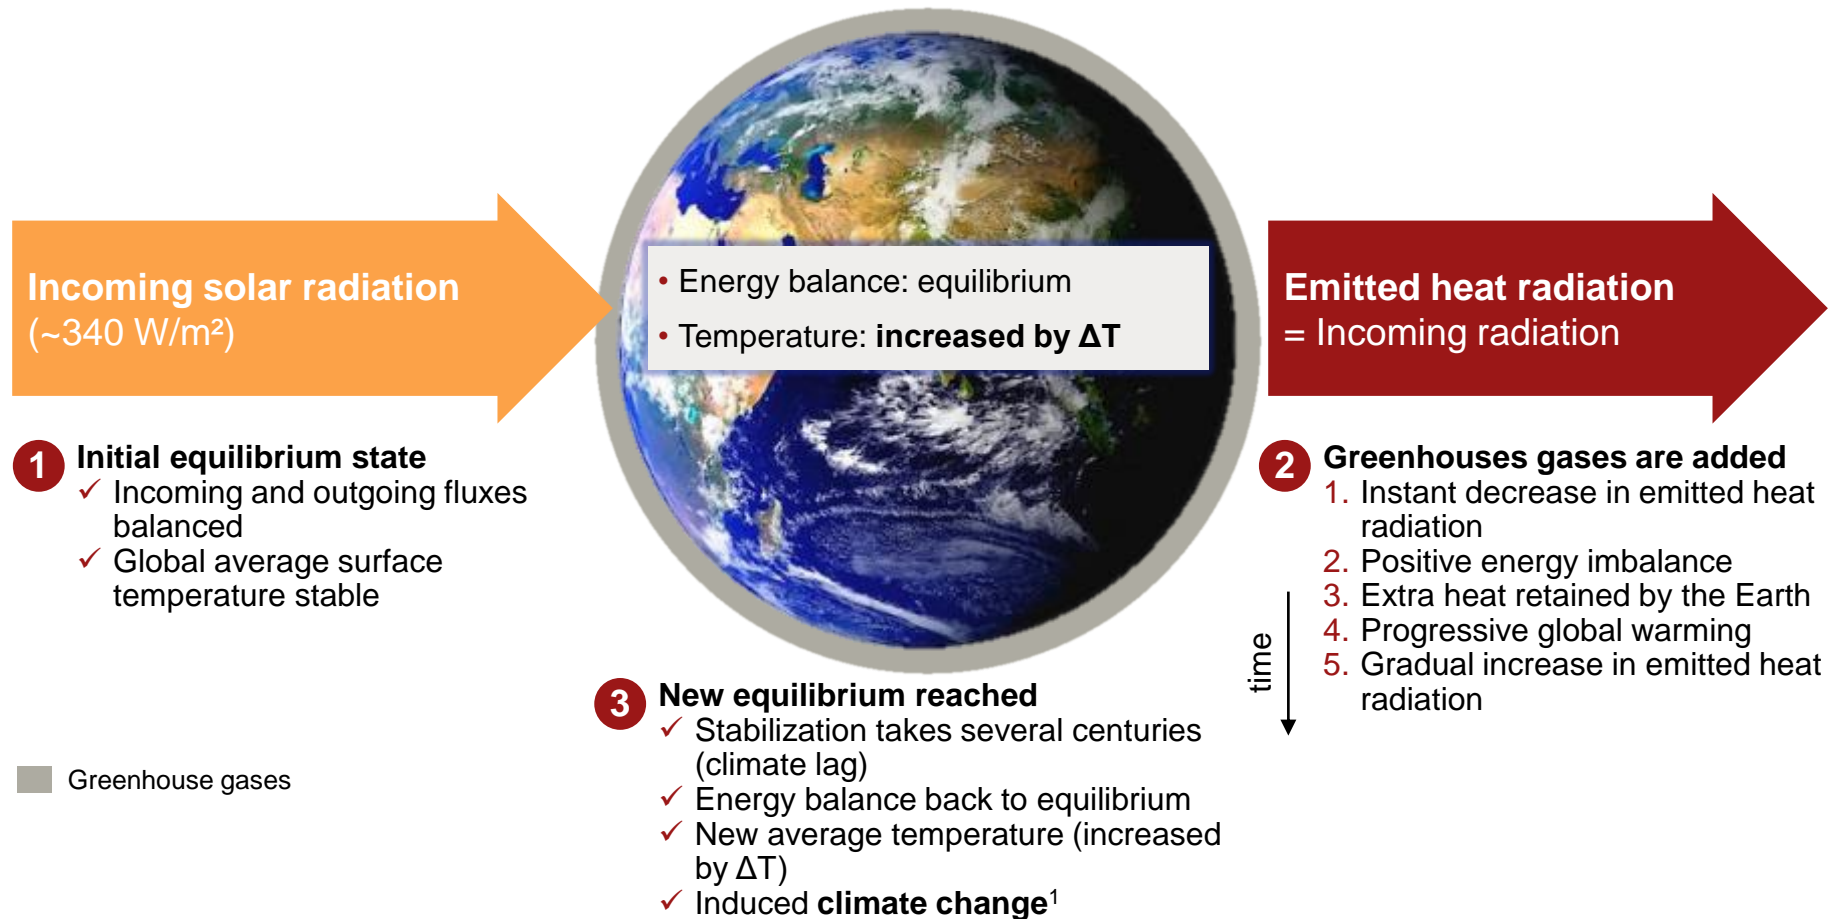 Incoming solar radiation
(~340 W/m²)
• Energy balance: equilibrium
• Temperature: increased by ΔT
Emitted heat radiation
= Incoming radiation
1 Initial equilibrium state
✓ Incoming and outgoing fluxes
balanced
✓ Global average surface
temperature stable
2 Greenhouses gases are added
1. Instant decrease in emitted heat
radiation
2. Positive energy imbalance
3. Extra heat retained by the Earth
4. Progressive global warming
5. Gradual increase in emitted heat
radiation
time
3 New equilibrium reached
✓ Stabilization takes several centuries
(climate lag)
✓ Energy balance back to equilibrium
✓ New average temperature (increased
by ΔT)
✓ Induced climate change¹
Greenhouse gases